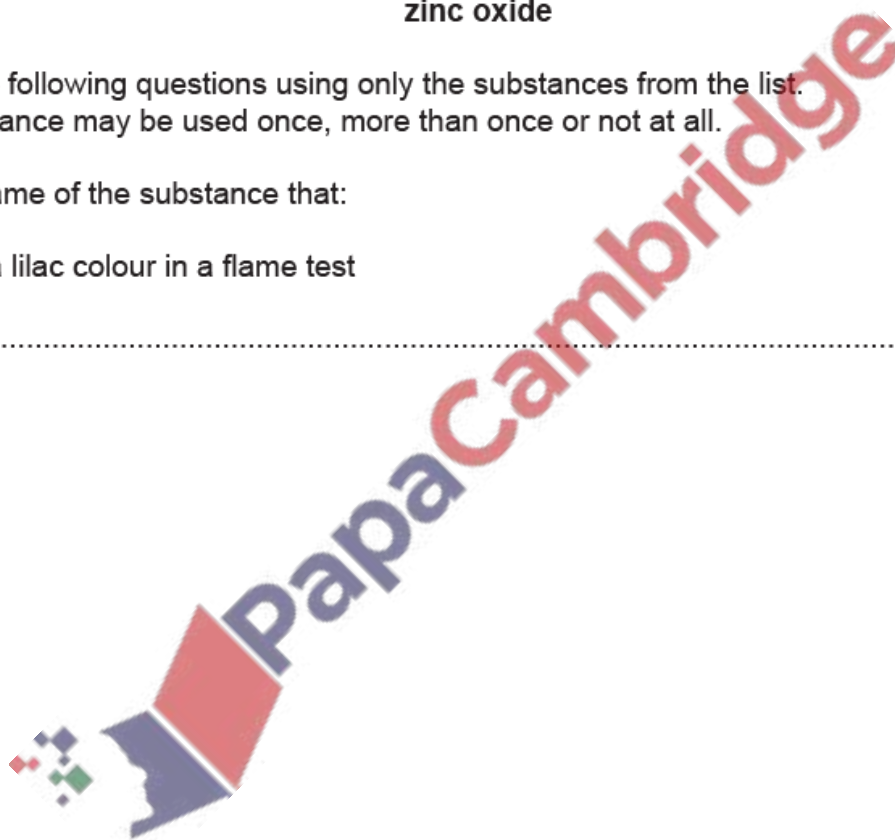 zinc oxide
following questions using only the substances from the list.
ance may be used once, more than once or not at all.
me of the substance that:
lilac colour in a flame test
PapaCambridge